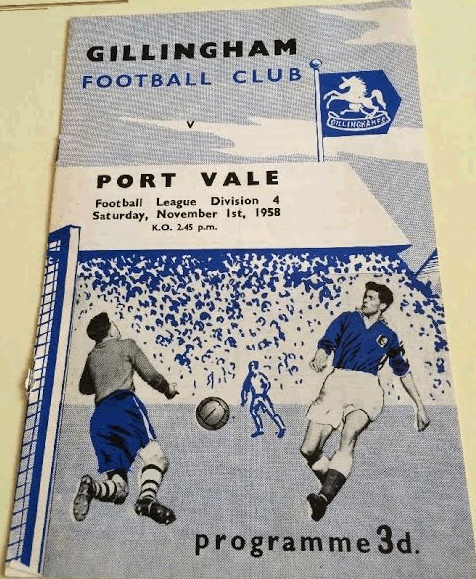 GILLINGHAM
FOOTBALL CLUB
GILLINGHAM F.C.
v
PORT VALE
Football League Division 4
Saturday, November 1st, 1958
K.O. 2.45 p.m.
programme 3d.